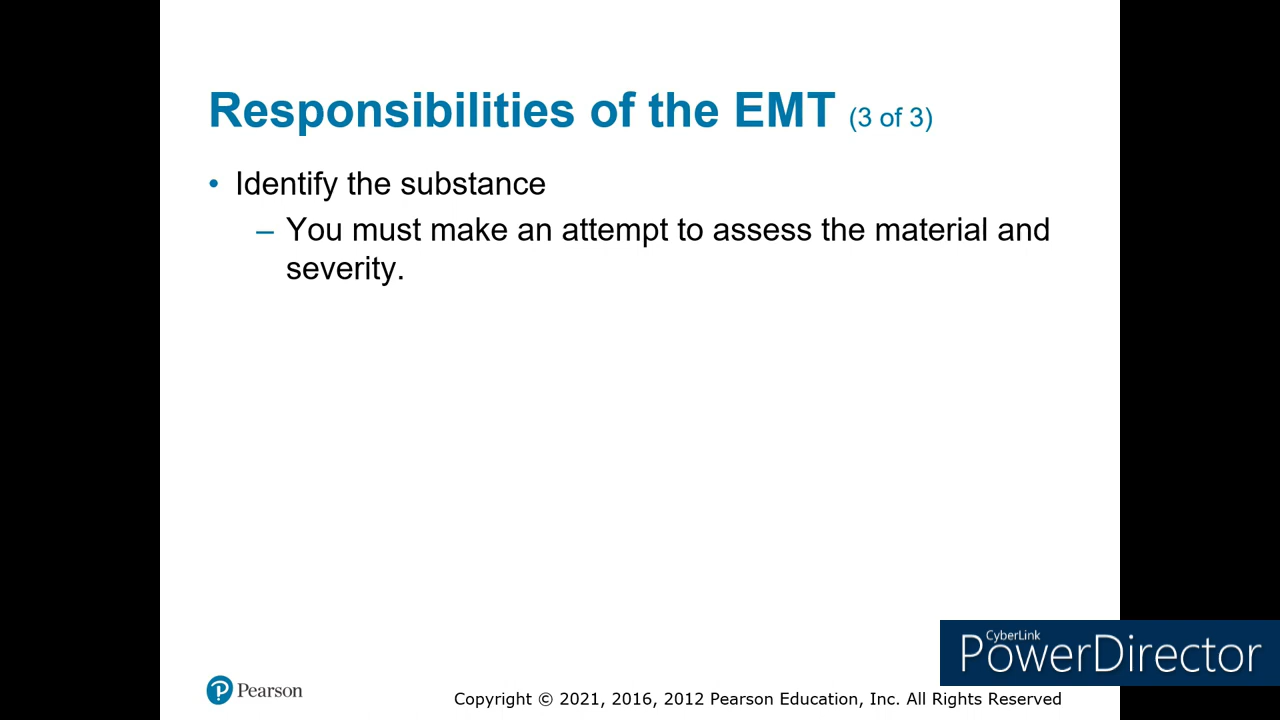 Responsibilities of the EMT (3 of 3)
• Identify the substance
– You must make an attempt to assess the material and
severity.
CyberLink
PowerDirector
Pearson
Copyright © 2021, 2016, 2012 Pearson Education, Inc. All Rights Reserved